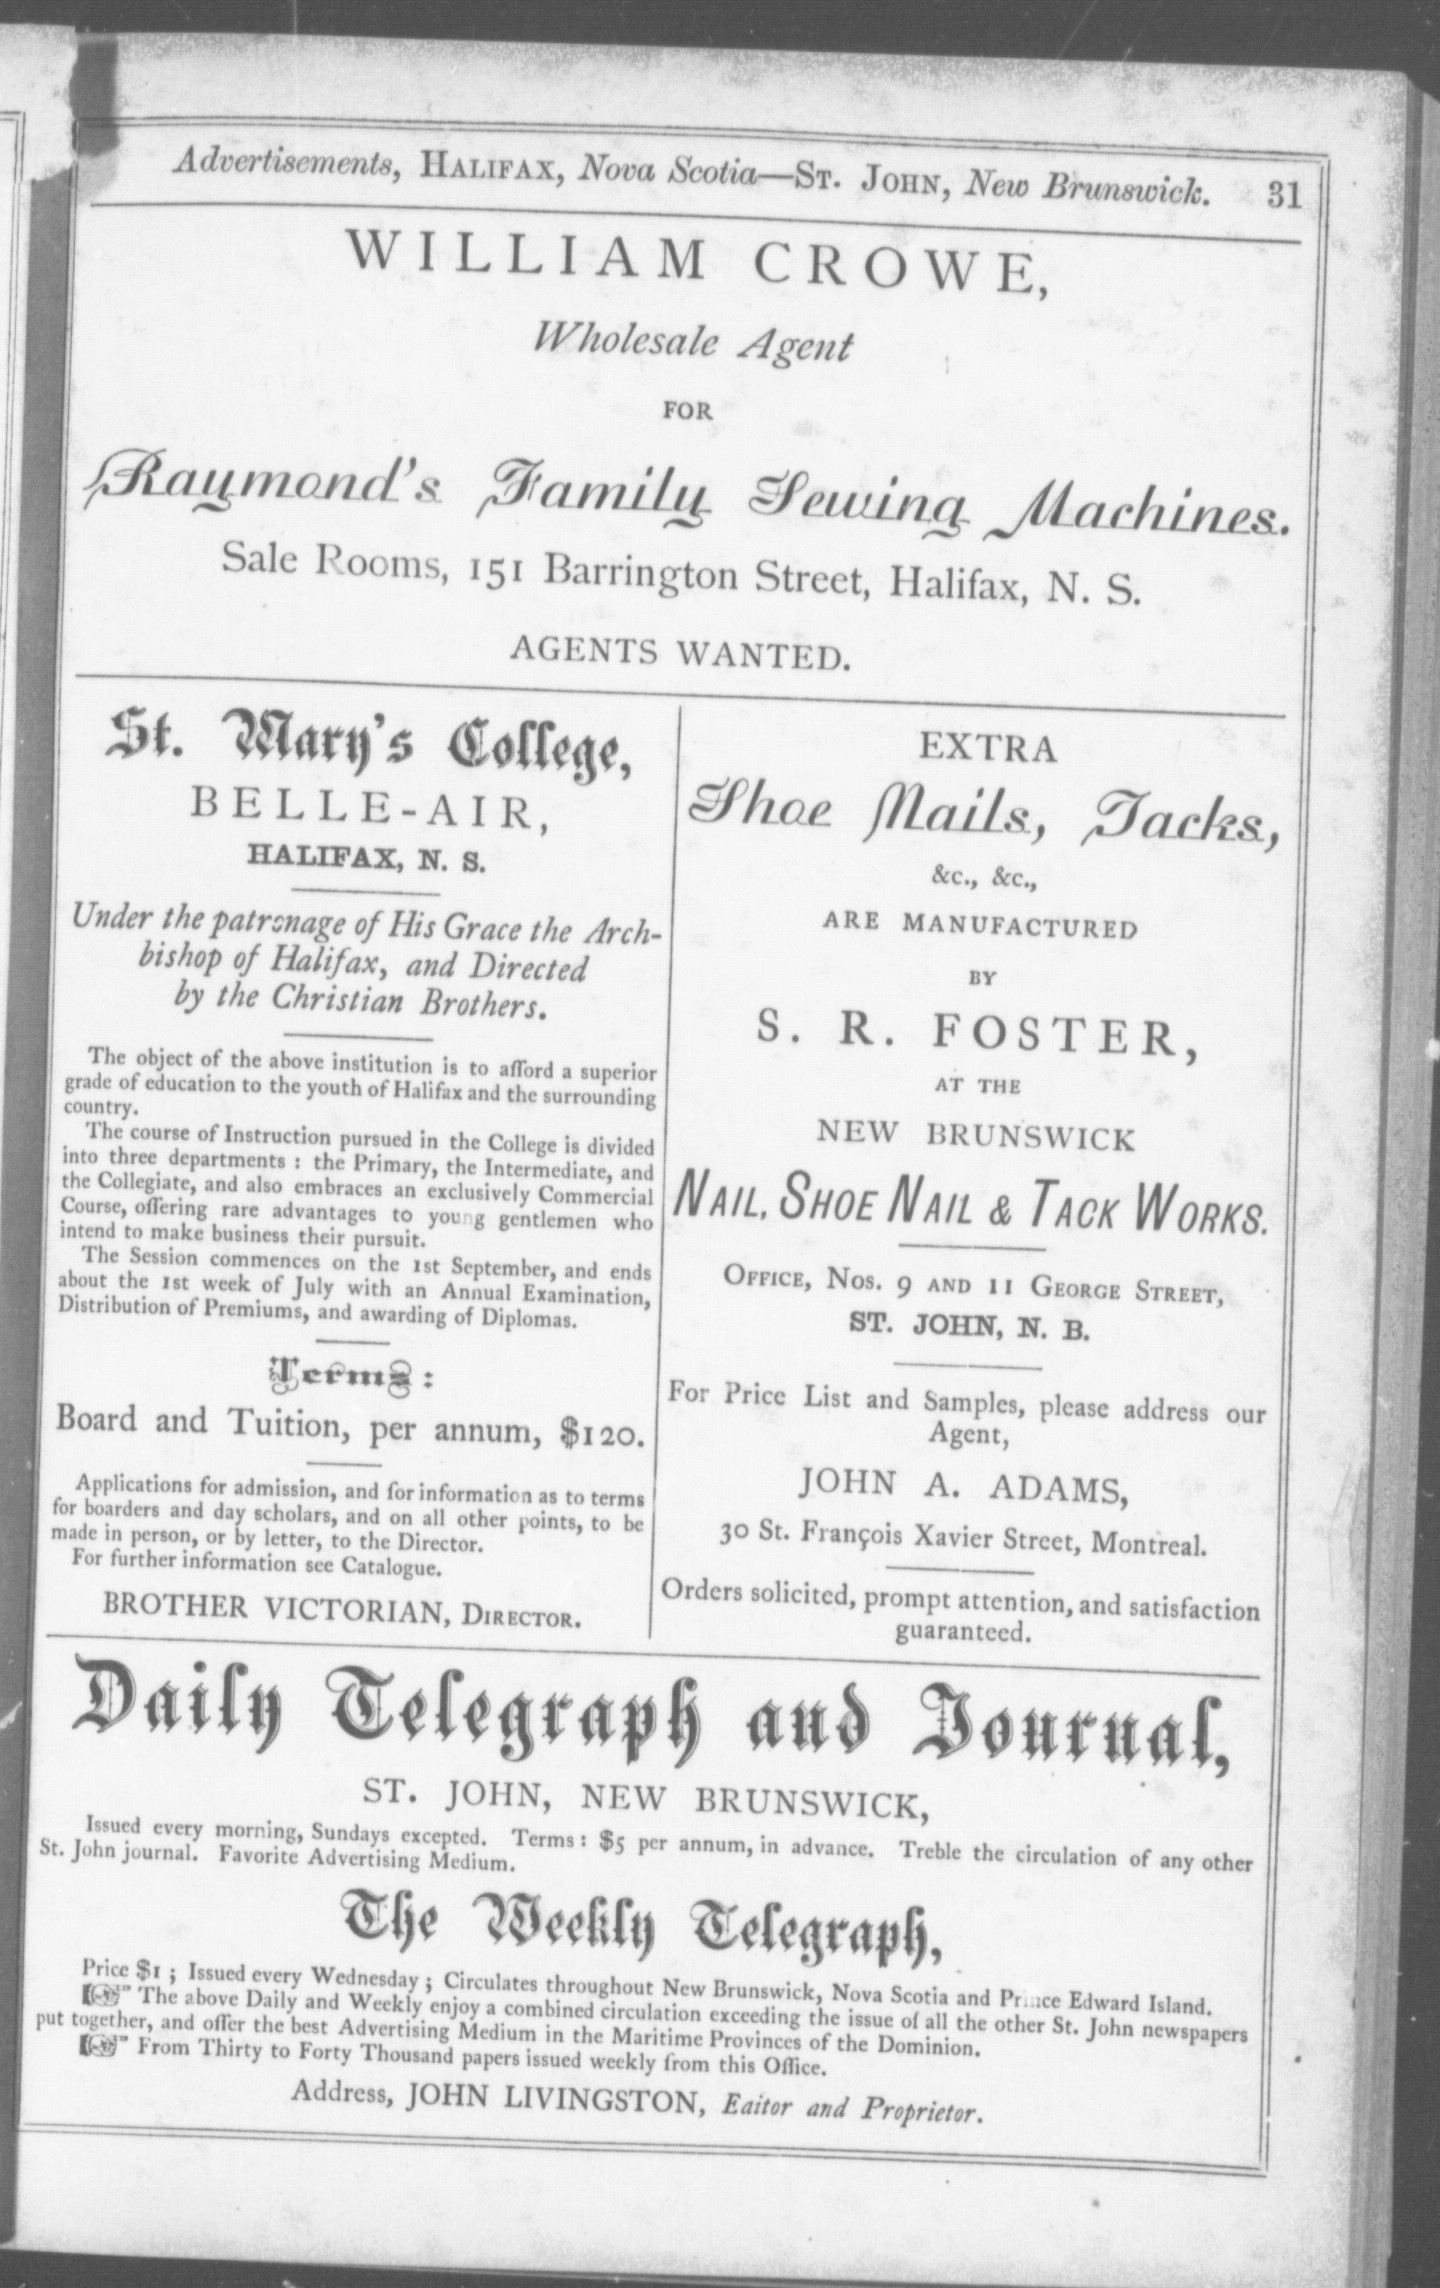 Advertisements, HALIFAX, Nova Scotia—ST. JOHN, New Brunswick. 31
WILLIAM CROWE,
Wholesale Agent
FOR
Raymond's Family Sewing Machines.
Sale Rooms, 151 Barrington Street, Halifax, N. S.
AGENTS WANTED.
St. Mary's College,
BELLE-AIR,
HALIFAX, N. S.
Under the patronage of His Grace the Arch-
bishop of Halifax, and Directed
by the Christian Brothers.
The object of the above institution is to afford a superior
grade of education to the youth of Halifax and the surrounding
country.
The course of Instruction pursued in the College is divided
into three departments : the Primary, the Intermediate, and
the Collegiate, and also embraces an exclusively Commercial
Course, offering rare advantages to young gentlemen who
intend to make business their pursuit.
The Session commences on the 1st September, and ends
about the 1st week of July with an Annual Examination,
Distribution of Premiums, and awarding of Diplomas.
Terms :
Board and Tuition, per annum, $120.
Applications for admission, and for information as to terms
for boarders and day scholars, and on all other points, to be
made in person, or by letter, to the Director.
For further information see Catalogue.
BROTHER VICTORIAN, DIRECTOR.
EXTRA
Shoe Nails, Tacks,
&c., &c.,
ARE MANUFACTURED
BY
S. R. FOSTER,
AT THE
NEW BRUNSWICK
NAIL, SHOE NAIL & TACK WORKS.
OFFICE, NOS. 9 AND 11 GEORGE STREET,
ST. JOHN, N. B.
For Price List and Samples, please address our
Agent,
JOHN A. ADAMS,
30 St. François Xavier Street, Montreal.
Orders solicited, prompt attention, and satisfaction
guaranteed.
Daily Telegraph and Journal,
ST. JOHN, NEW BRUNSWICK,
Issued every morning, Sundays excepted. Terms : $5 per annum, in advance. Treble the circulation of any other
St. John journal. Favorite Advertising Medium.
The Weekly Telegraph,
Price $1 ; Issued every Wednesday ; Circulates throughout New Brunswick, Nova Scotia and Prince Edward Island.
☞ The above Daily and Weekly enjoy a combined circulation exceeding the issue of all the other St. John newspapers
put together, and offer the best Advertising Medium in the Maritime Provinces of the Dominion.
☞ From Thirty to Forty Thousand papers issued weekly from this Office.
Address, JOHN LIVINGSTON, Eaitor and Proprietor.